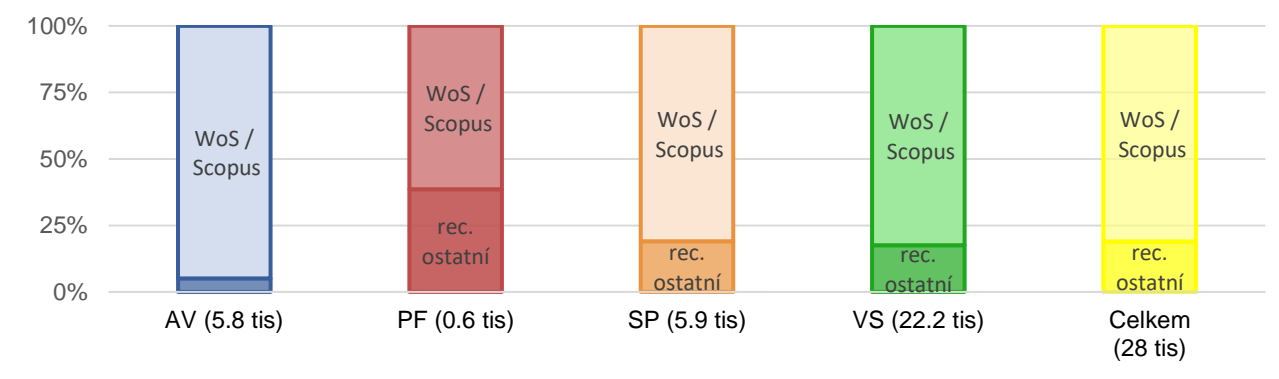 100%
75%
50%
25%
0%
WoS /
Scopus
WoS /
Scopus
rec.
ostatní
WoS /
Scopus
rec.
ostatní
WoS /
Scopus
rec.
ostatní
WoS /
Scopus
rec.
ostatní
AV (5.8 tis)
PF (0.6 tis)
SP (5.9 tis)
VS (22.2 tis)
Celkem
(28 tis)